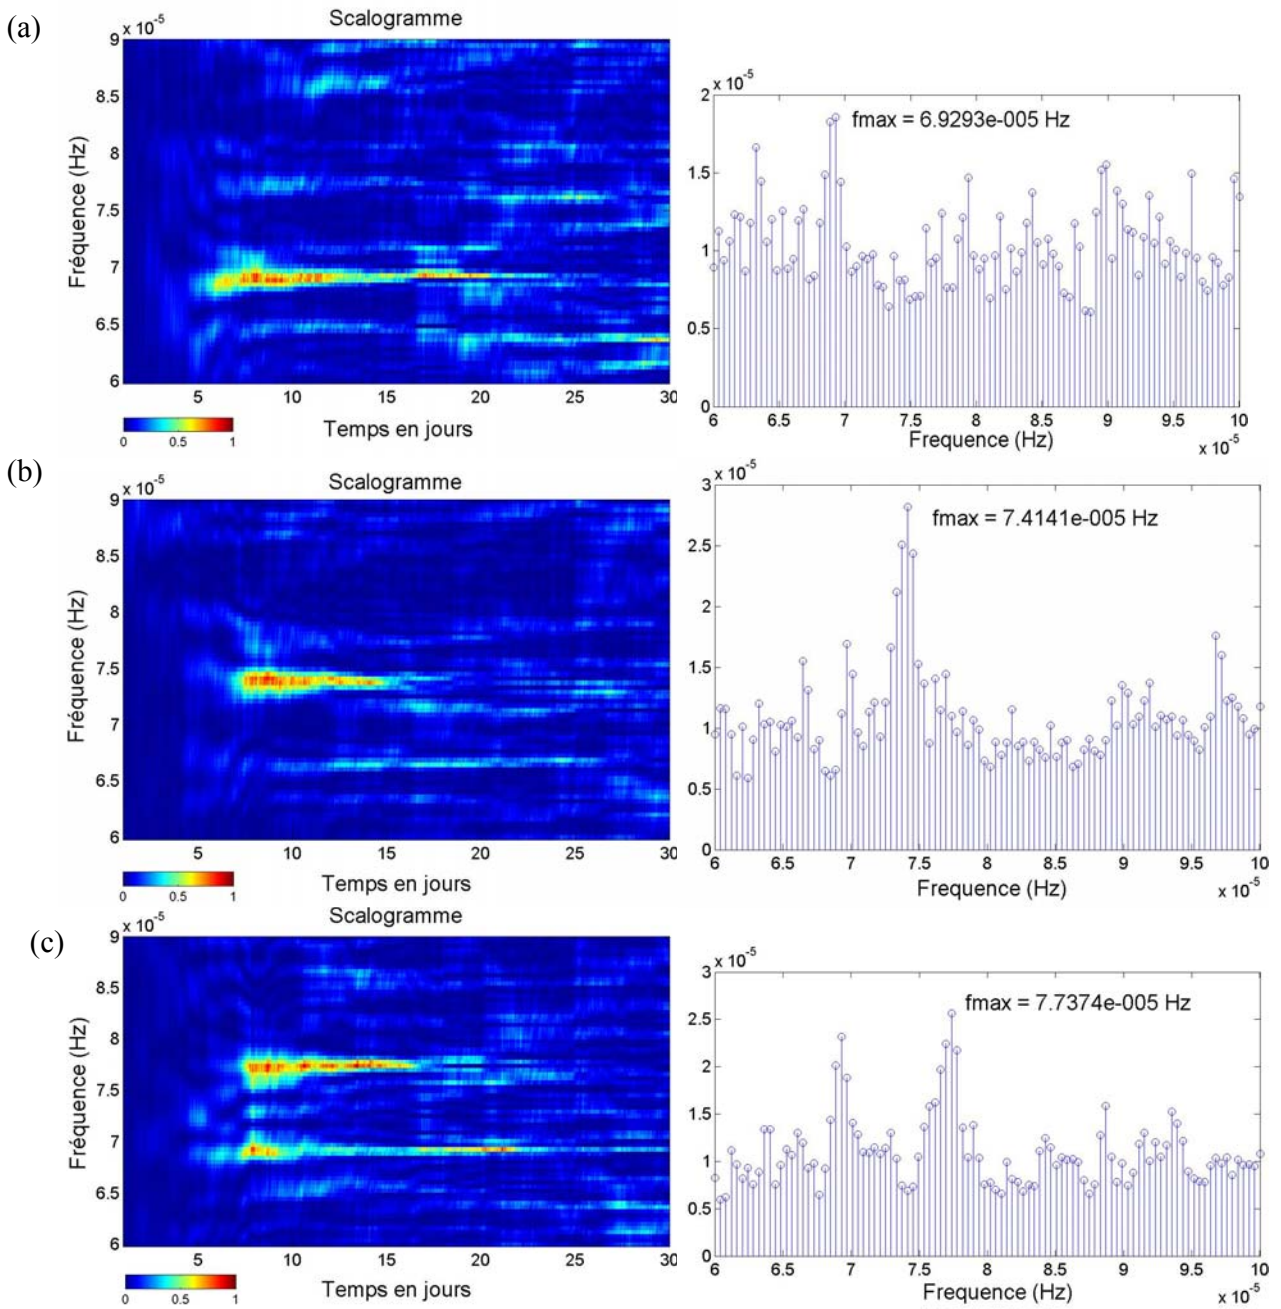 (a)
Scalogramme
x 10-5
9
8.5
8
7.5
7
6.5
6
Fréquence (Hz)
5 10 15 20 25 30
0 0.5 1
Temps en jours
x 10-5
2
1.5
1
0.5
0
fmax = 6.9293e-005 Hz
6 6.5 7 7.5 8 8.5 9 9.5 10
Frequence (Hz)
x 10-5
(b)
Scalogramme
x 10-5
9
8.5
8
7.5
7
6.5
6
Fréquence (Hz)
5 10 15 20 25 30
0 0.5 1
Temps en jours
x 10-5
3
2.5
2
1.5
1
0.5
0
fmax = 7.4141e-005 Hz
6 6.5 7 7.5 8 8.5 9 9.5 10
Frequence (Hz)
x 10-5
(c)
Scalogramme
x 10-5
9
8.5
8
7.5
7
6.5
6
Fréquence (Hz)
5 10 15 20 25 30
0 0.5 1
Temps en jours
x 10-5
3
2.5
2
1.5
1
0.5
0
fmax = 7.7374e-005 Hz
6 6.5 7 7.5 8 8.5 9 9.5 10
Frequence (Hz)
x 10-5